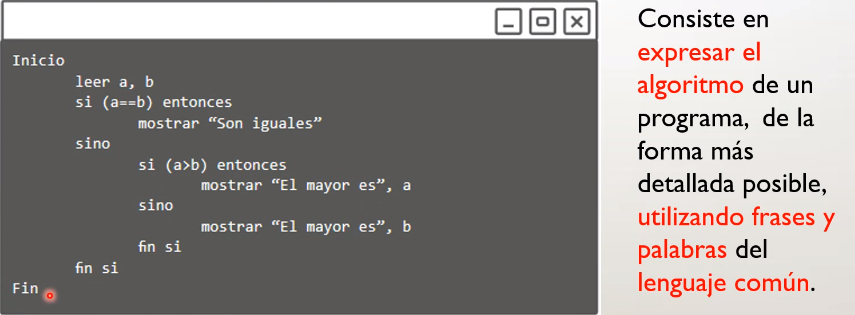 Inicio
leer a, b
si (a==b) entonces
mostrar “Son iguales”
sino
si (a>b) entonces
mostrar “El mayor es”, a
sino
mostrar “El mayor es”, b
fin si
fin si
Fin
Consiste en
expresar el
algoritmo de un
programa, de la
forma más
detallada posible,
utilizando frases y
palabras del
lenguaje común.